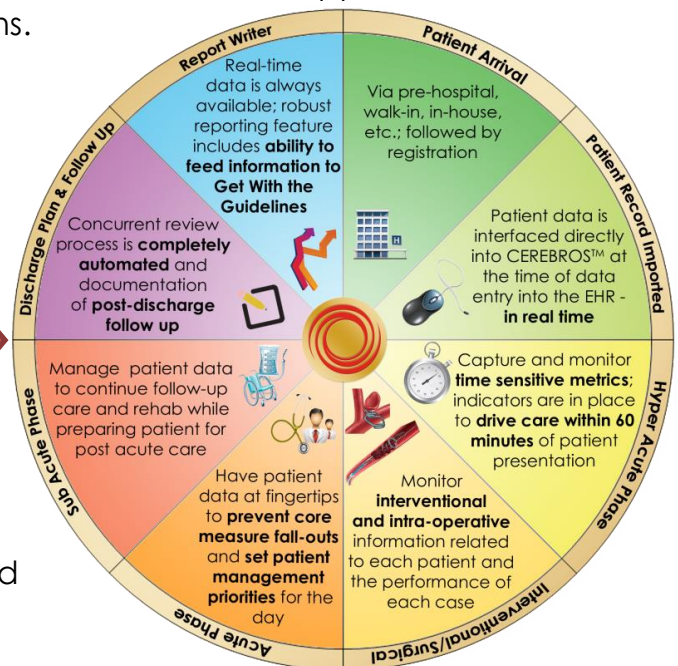 ns.
Report Writer
Real-time
data is always
available; robust
reporting feature
includes ability to
feed information to
Get With the
Guidelines
Patient Arrival
Via pre-hospital,
walk-in, in-house,
etc.; followed by
registration
H
Patient Record Imported
Patient data is
interfaced directly
into CEREBROS™ at
the time of data
entry into the EHR -
in real time
Hyper Acute Phase
Capture and monitor
time sensitive metrics;
indicators are in place
to drive care within 60
minutes of patient
presentation
Interventional/Surgical
Monitor
interventional
and intra-operative
information related
to each patient and
the performance of
each case
Acute Phase
Have patient
data at fingertips
to prevent core
measure fall-outs
and set patient
management
priorities for the
day
Sub Acute Phase
Manage patient data
to continue follow-up
care and rehab while
preparing patient for
post acute care
Discharge Plan & Follow Up
Concurrent review
process is completely
automated and
documentation
of post-discharge
follow up
d